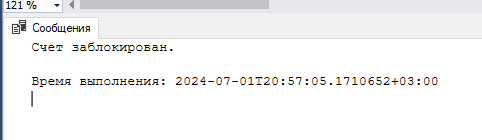 121 %
Сообщения
Счет заблокирован.
Время выполнения: 2024-07-01T20:57:05.1710652+03:00